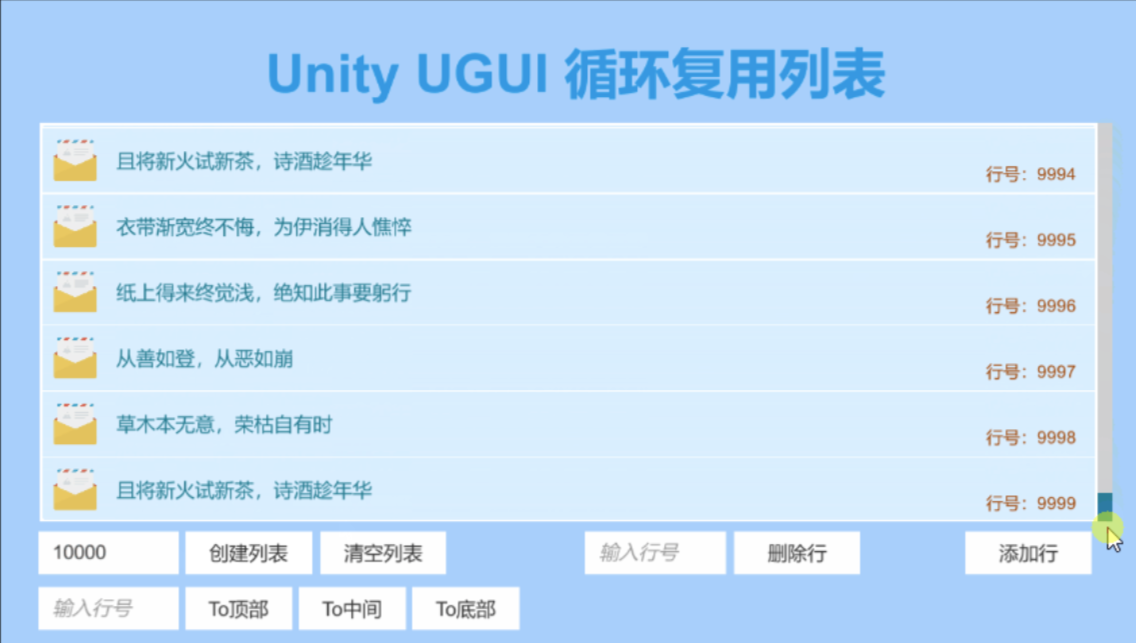 Unity UGUI 循环复用列表
且将新火试新茶，诗酒趁年华
行号：9994
衣带渐宽终不悔，为伊消得人憔悴
行号：9995
纸上得来终觉浅，绝知此事要躬行
行号：9996
从善如登，从恶如崩
行号：9997
草木本无意，荣枯自有时
行号：9998
且将新火试新茶，诗酒趁年华
行号：9999
10000 创建列表 清空列表 输入行号 删除行 添加行
输入行号 To顶部 To中间 To底部